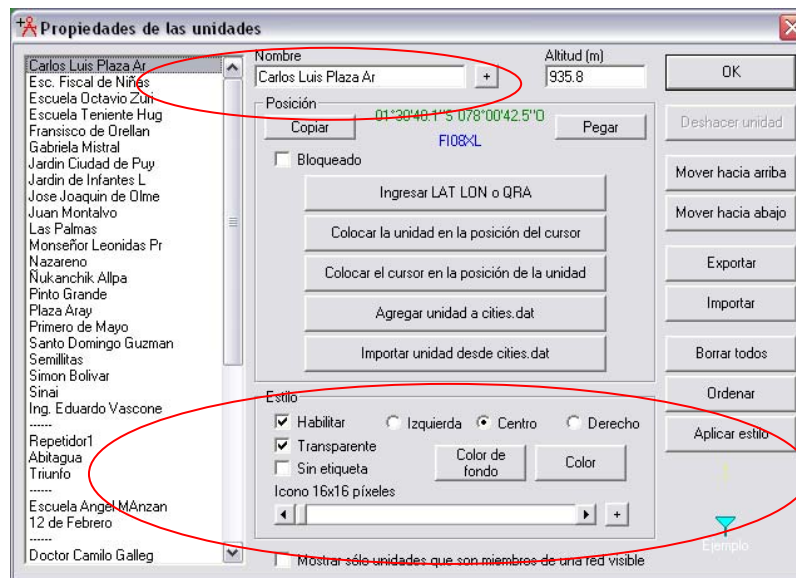 Propiedades de las unidades
Carlos Luis Plaza Ar
Esc. Fiscal de Niñas
Escuela Octavio Zuri
Escuela Teniente Hug
Fransisco de Orellan
Gabriela Mistral
Jardin Ciudad de Puy
Jardin de Infantes L
Jose Joaquin de Olme
Juan Montalvo
Las Palmas
Monseñor Leonidas Pr
Nazareno
Ñukanchik Allpa
Pinto Grande
Plaza Aray
Primero de Mayo
Santo Domingo Guzman
Semillitas
Simon Bolivar
Sinai
Ing. Eduardo Vascone
------
Repetidor1
Abitagua
Triunfo
------
Escuela Angel MAnzan
12 de Febrero
------
Doctor Camilo Galleg
Nombre
Carlos Luis Plaza Ar
+
Altitud (m)
935.8
Posición
Copiar
01°30'40.1"S 078°00'42.5"O
FI08XL
Pegar
Bloqueado
Ingresar LAT LON o QRA
Colocar la unidad en la posición del cursor
Colocar el cursor en la posición de la unidad
Agregar unidad a cities.dat
Importar unidad desde cities.dat
Estilo
Habilitar
Izquierda
Centro
Derecho
Transparente
Sin etiqueta
Color de fondo
Color
Icono 16x16 píxeles
+
Mostrar sólo unidades que son miembros de una red visible
OK
Deshacer unidad
Mover hacia arriba
Mover hacia abajo
Exportar
Importar
Borrar todos
Ordenar
Aplicar estilo
Ejemplo